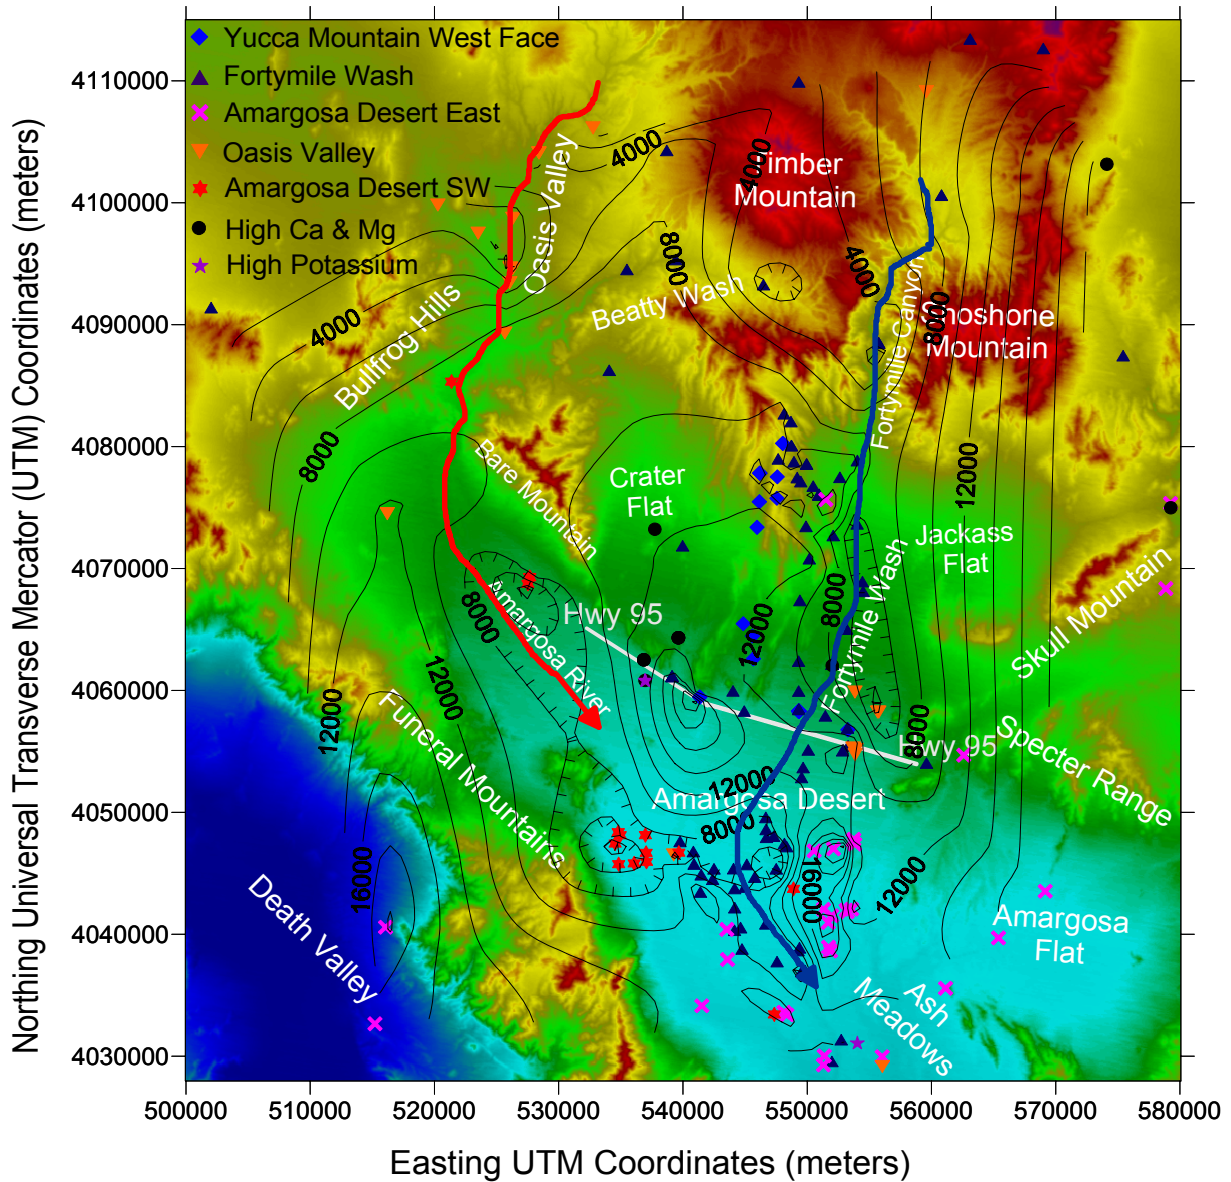 Yucca Mountain West Face
Fortymile Wash
Amargosa Desert East
Oasis Valley
Amargosa Desert SW
High Ca & Mg
High Potassium
Northing Universal Transverse Mercator (UTM) Coordinates (meters)
4110000
4100000
4090000
4080000
4070000
4060000
4050000
4040000
4030000
500000
510000
520000
530000
540000
550000
560000
570000
580000
Easting UTM Coordinates (meters)
Oasis Valley
4000
4000
Timber
Mountain
8000
4000
Beatty Wash
4000
Bullfrog Hills
Fortymile Canyon
8000
Shoshone
Mountain
8000
Bare Mountain
Crater
Flat
12000
Jackass
Flat
8000
Amargosa River
Hwy 95
12000
8000
Fortymile Wash
Skull Mountain
12000
12000
Funeral Mountains
8000
Hwy 95
Specter Range
12000
Amargosa Desert
8000
16000
16000
12000
Death Valley
Amargosa
Flat
Ash
Meadows